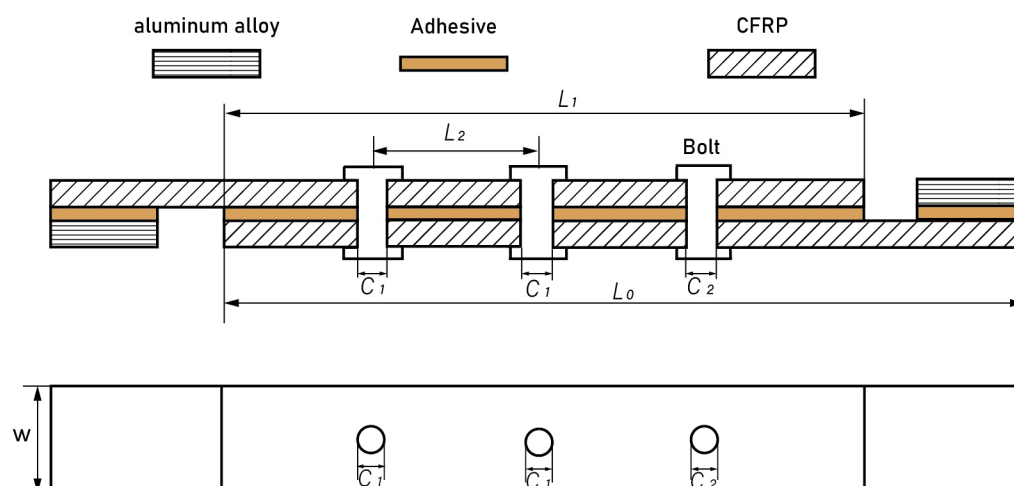 aluminum alloy Adhesive CFRP
L1
L2
Bolt
C1 C1 C2
L0
w
C1 C1 C2